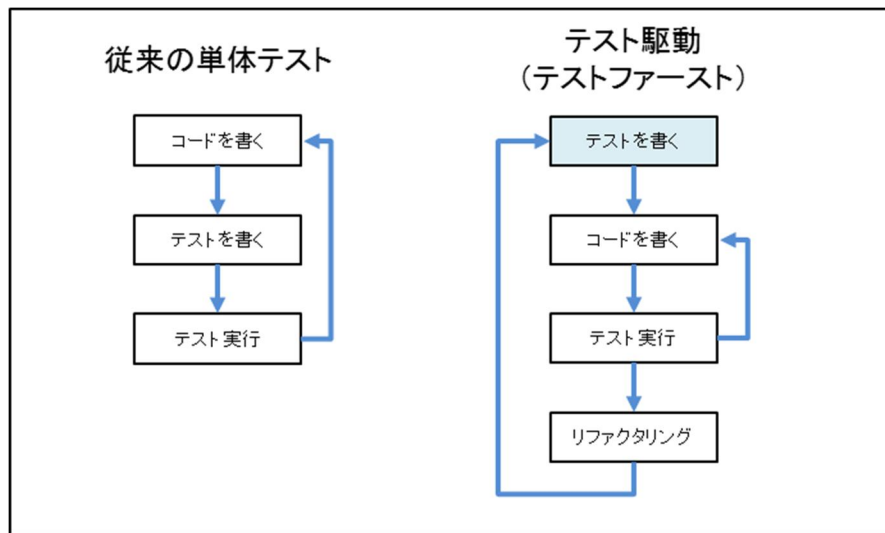 従来の単体テスト
コードを書く
テストを書く
テスト実行
テスト駆動
（テストファースト）
テストを書く
コードを書く
テスト実行
リファクタリング